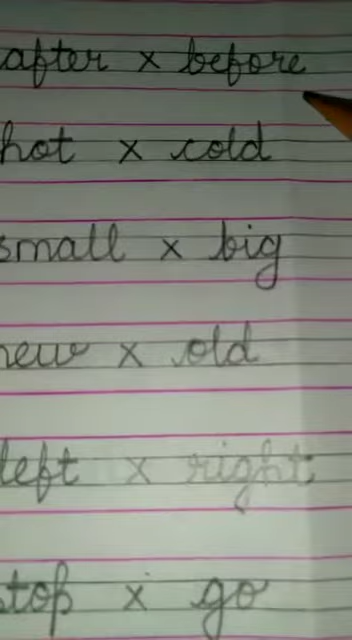 after x before
hot x cold
small x big
new x old
left x right
stop x go